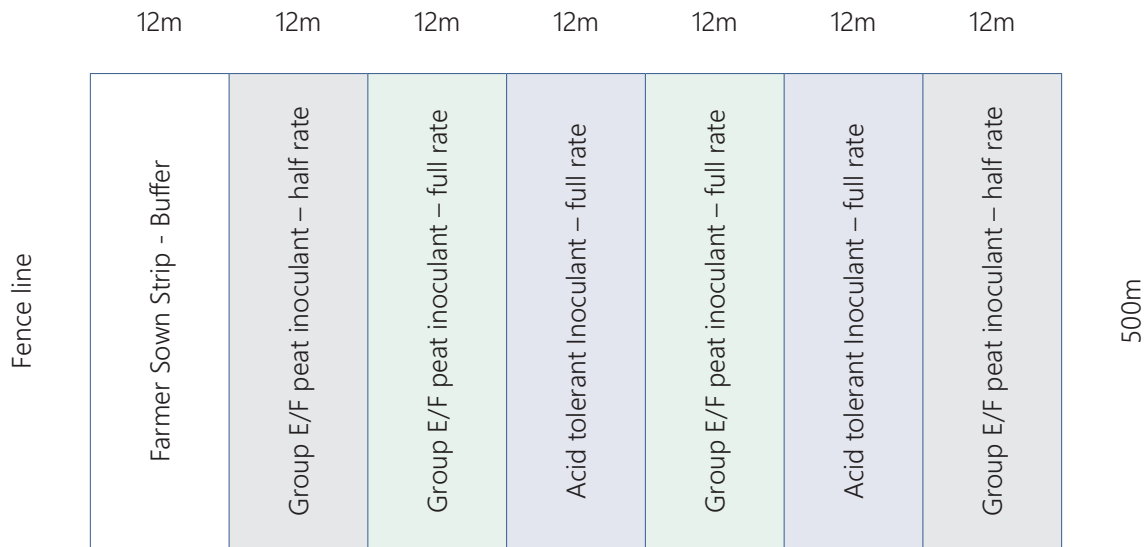 12m 12m 12m 12m 12m 12m 12m
Fence line
Farmer Sown Strip - Buffer
Group E/F peat inoculant – half rate
Group E/F peat inoculant – full rate
Acid tolerant Inoculant – full rate
Group E/F peat inoculant – full rate
Acid tolerant Inoculant – full rate
Group E/F peat inoculant – half rate
500m